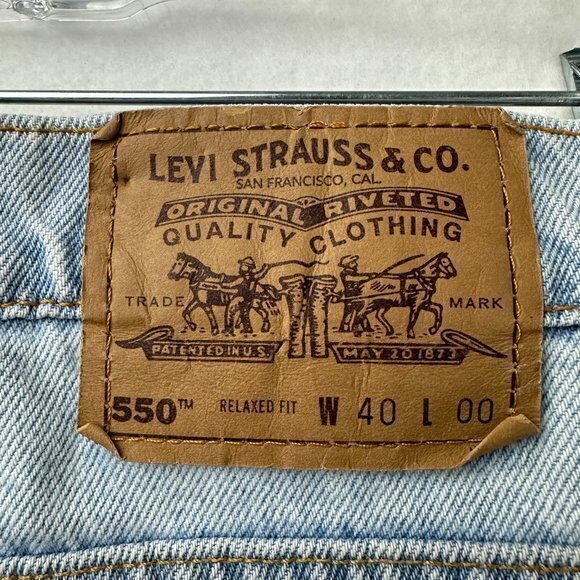 LEVI STRAUSS & CO.
SAN FRANCISCO, CAL.
ORIGINAL RIVETED
QUALITY CLOTHING
TRADE MARK
PATENTED IN U.S. MAY 20 1873
550™ RELAXED FIT W 40 L 00